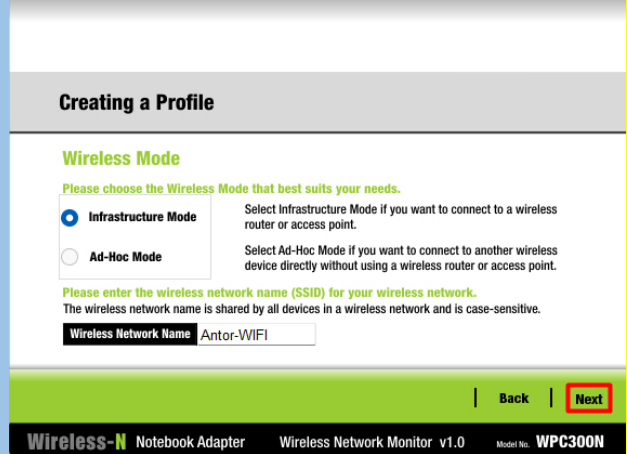 Creating a Profile
Wireless Mode
Please choose the Wireless Mode that best suits your needs.
Infrastructure Mode
Select Infrastructure Mode if you want to connect to a wireless
router or access point.
Ad-Hoc Mode
Select Ad-Hoc Mode if you want to connect to another wireless
device directly without using a wireless router or access point.
Please enter the wireless network name (SSID) for your wireless network.
The wireless network name is shared by all devices in a wireless network and is case-sensitive.
Wireless Network Name Antor-WIFI
Back Next
Wireless-N Notebook Adapter Wireless Network Monitor v1.0 Model No. WPC300N